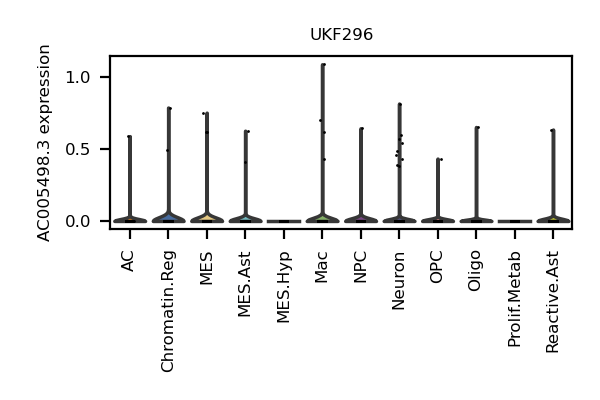 UKF296
AC005498.3 expression
1.0
0.5
0.0
AC
Chromatin.Reg
MES
MES.Ast
MES.Hyp
Mac
NPC
Neuron
OPC
Oligo
Prolif.Metab
Reactive.Ast